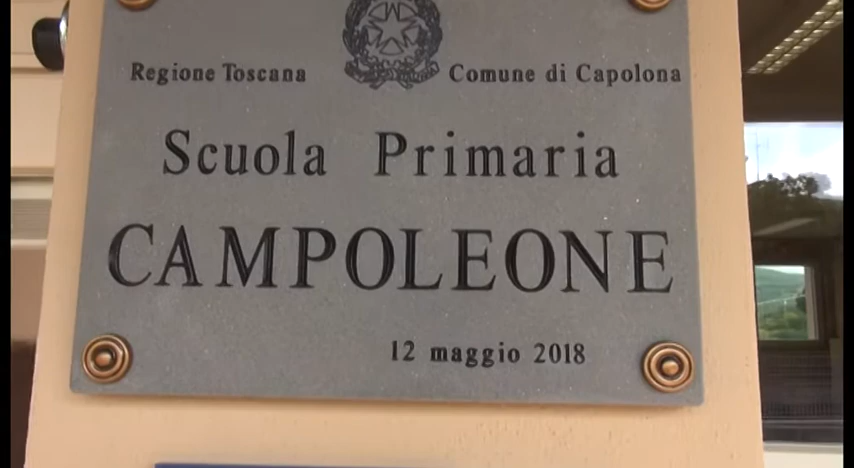 Regione Toscana Comune di Capolona
Scuola Primaria
CAMPOLEONE
12 maggio 2018